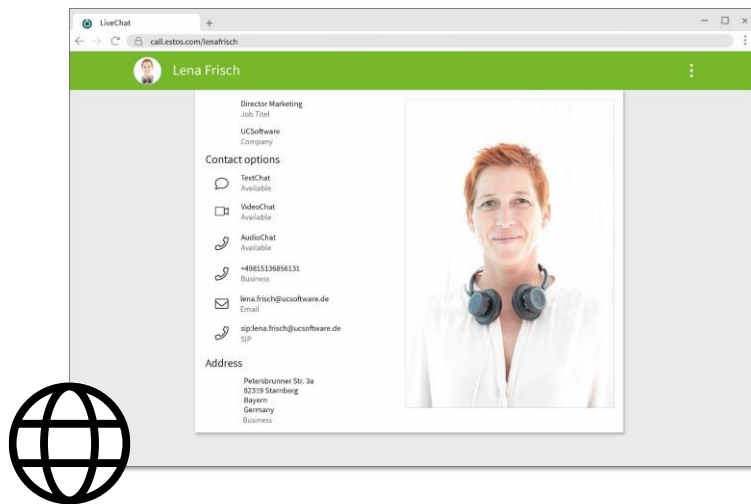 LiveChat
call.estos.com/lenafrisch
Lena Frisch
Director Marketing
Job Titel
UCSoftware
Company
Contact options
TextChat
Available
VideoChat
Available
AudioChat
Available
+49815136856131
Business
lena.frisch@ucsoftware.de
Email
sip:lena.frisch@ucsoftware.de
SIP
Address
Petersbrunner Str. 3a
82319 Starnberg
Bayern
Germany
Business